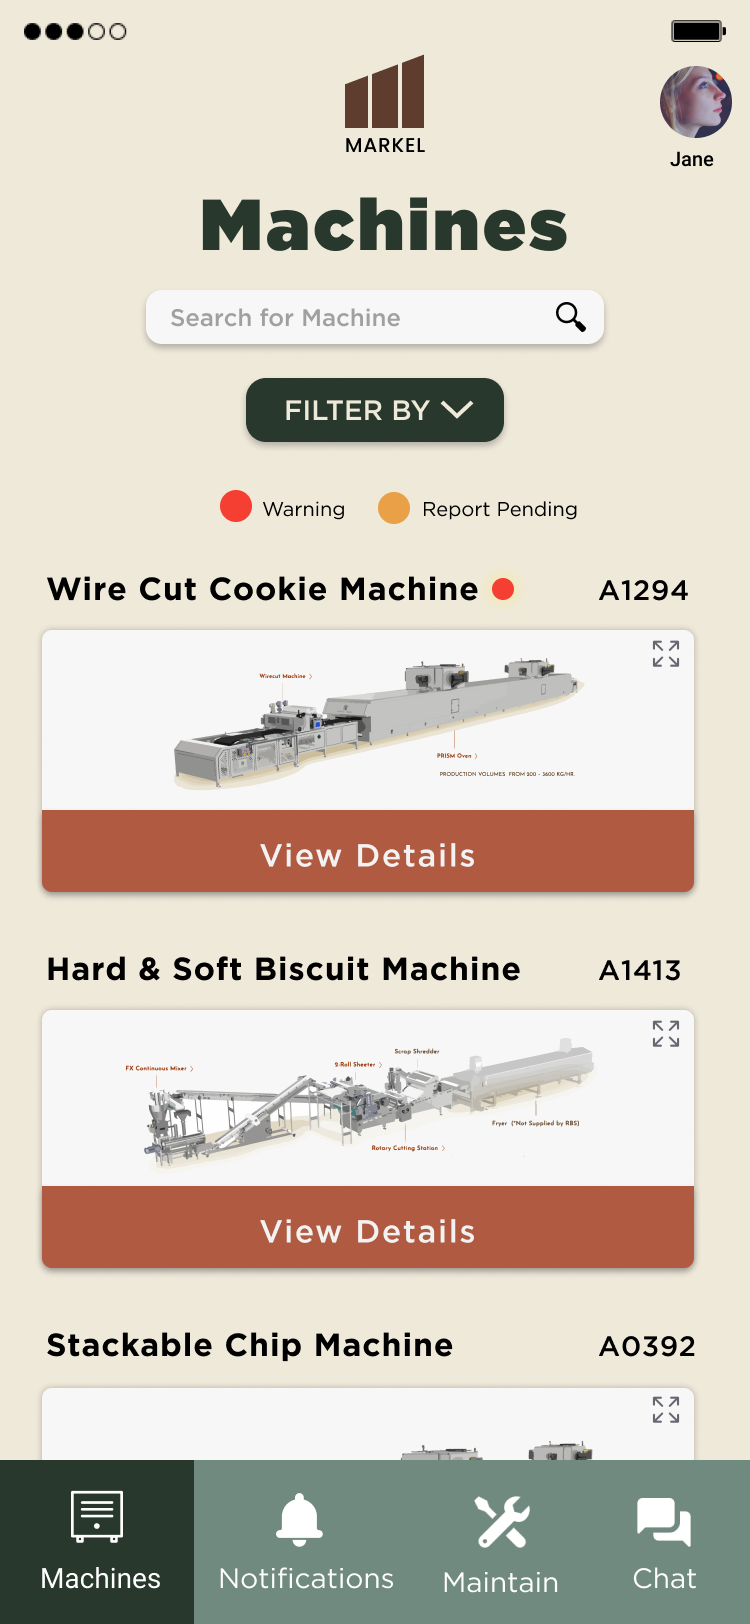 MARKEL
Jane
Machines
Search for Machine
FILTER BY
Warning
Report Pending
Wire Cut Cookie Machine
A1294
Wirecut Machine
PRISM Oven
PRODUCTION VOLUMES FROM 500 - 3600 KG/HR.
View Details
Hard & Soft Biscuit Machine
A1413
Scrap Shredder
2-Roll Sheeter
FX Continuous Mixer
Fryer (*Not Supplied by RBS)
Rotary Cutting Station
View Details
Stackable Chip Machine
A0392
Machines
Notifications
Maintain
Chat